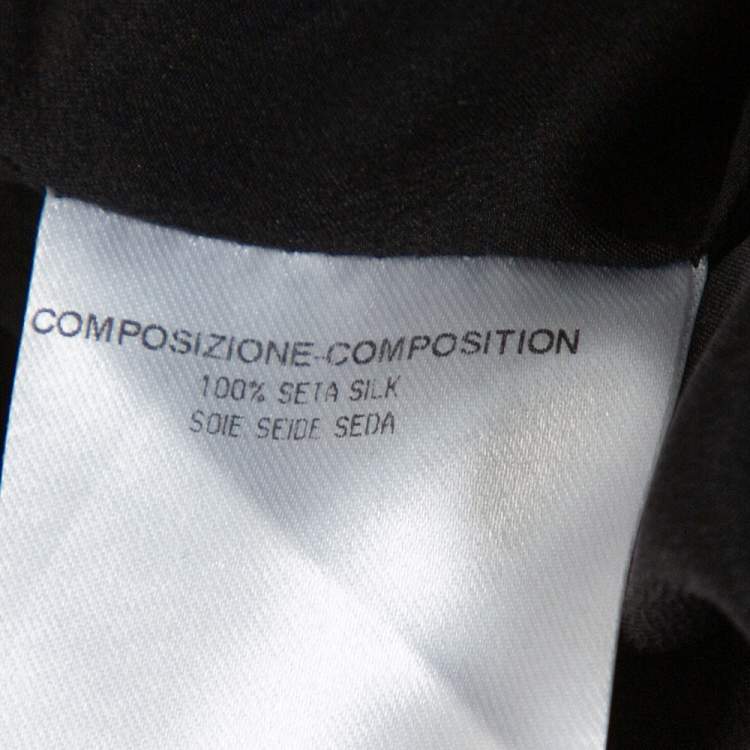 COMPOSIZIONE-COMPOSITION
100% SETA SILK
SOIE SEIDE SEDA